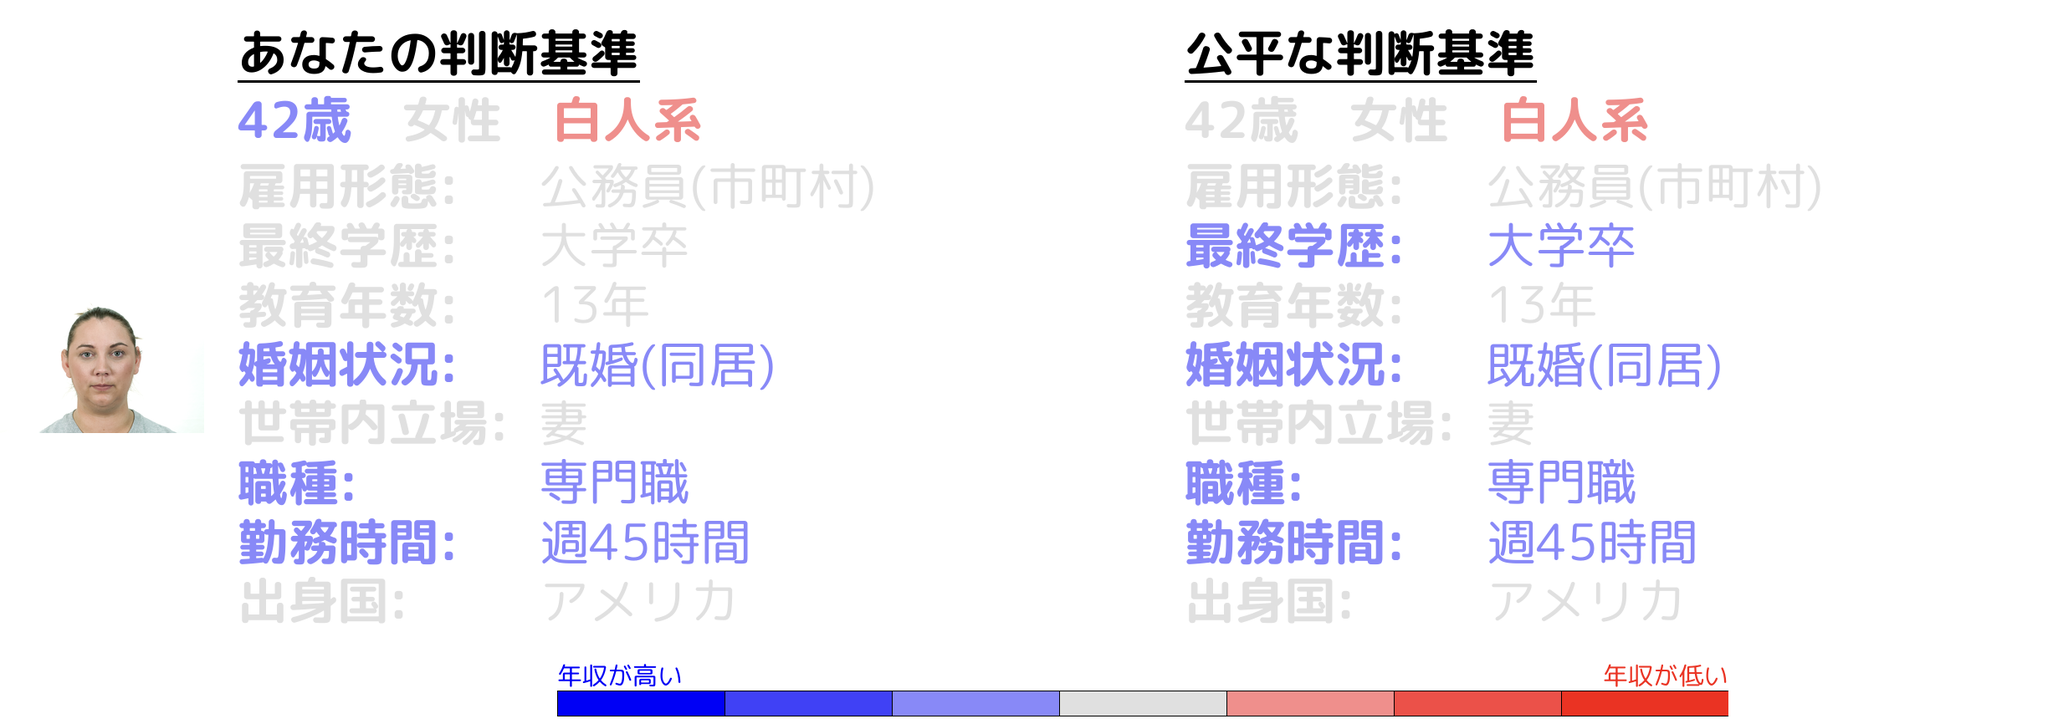 あなたの判断基準
42歳 女性 白人系
雇用形態: 公務員(市町村)
最終学歴: 大学卒
教育年数: 13年
婚姻状況: 既婚(同居)
世帯内立場: 妻
職種: 専門職
勤務時間: 週45時間
出身国: アメリカ
公平な判断基準
42歳 女性 白人系
雇用形態: 公務員(市町村)
最終学歴: 大学卒
教育年数: 13年
婚姻状況: 既婚(同居)
世帯内立場: 妻
職種: 専門職
勤務時間: 週45時間
出身国: アメリカ
年収が高い
年収が低い